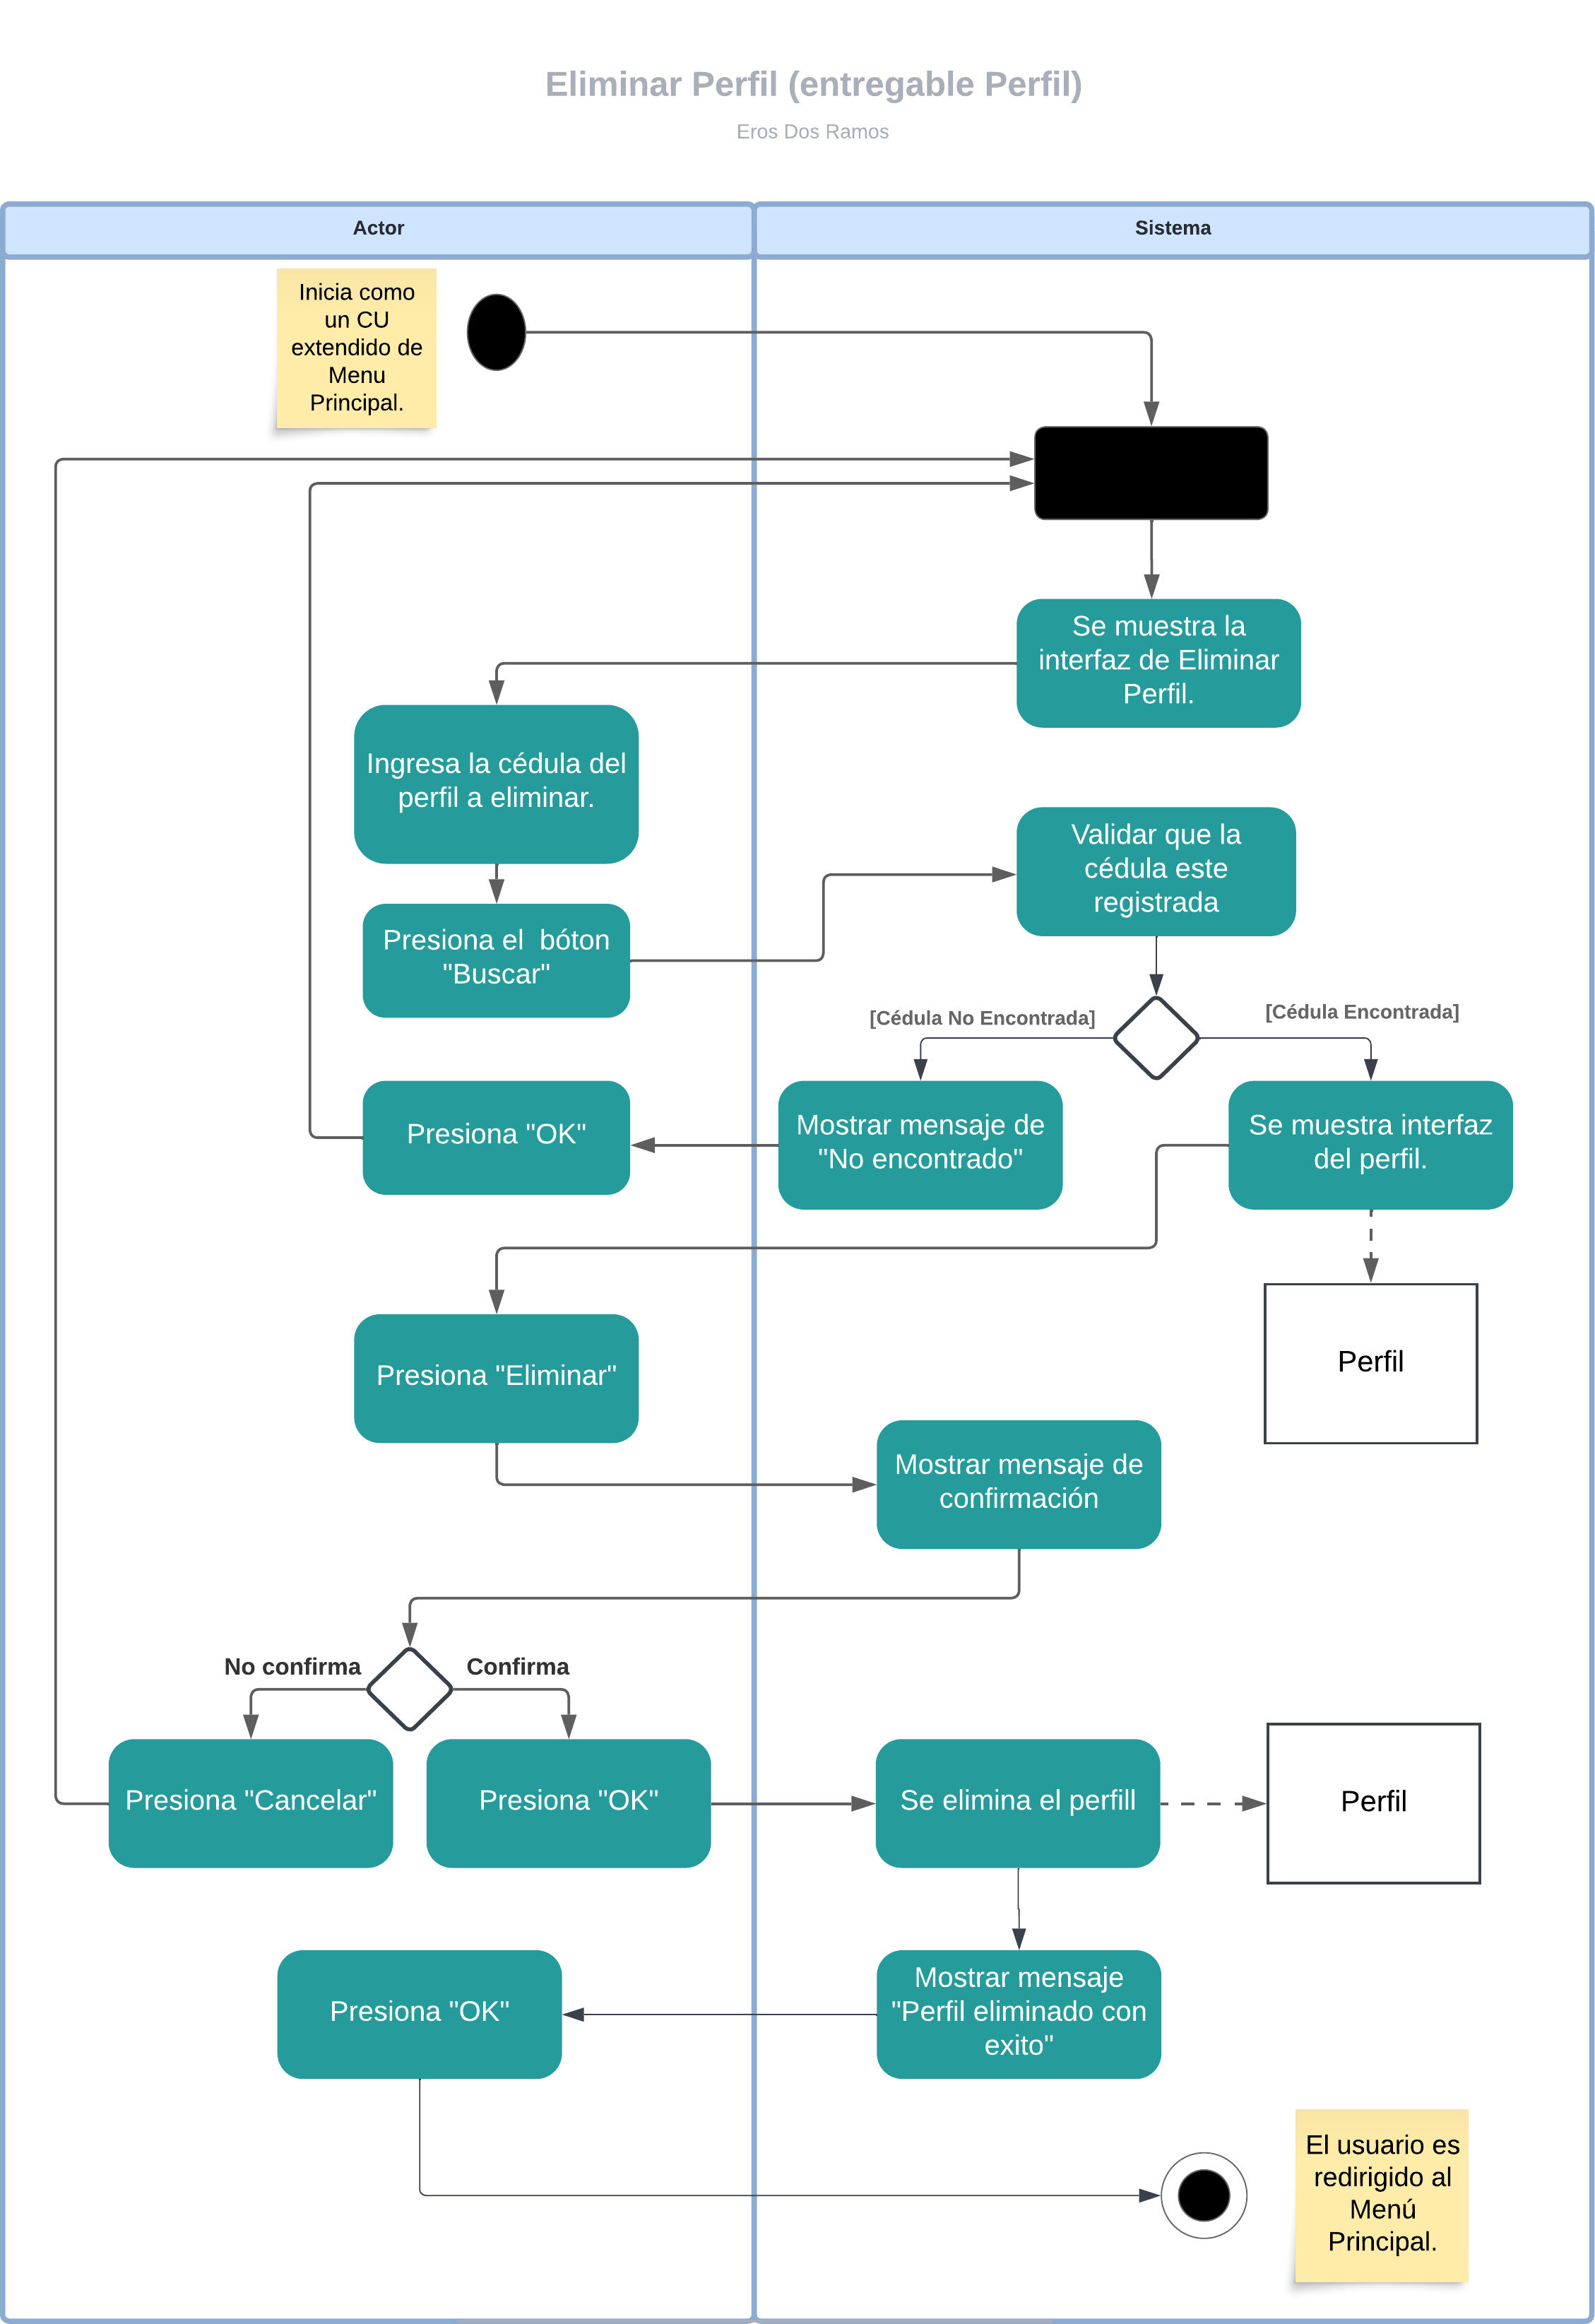 Eliminar Perfil (entregable Perfil)
Eros Dos Ramos
Actor
Sistema
Inicia como
un CU
extendido de
Menu
Principal.
Se muestra la
interfaz de Eliminar
Perfil.
Ingresa la cédula del
perfil a eliminar.
Validar que la
cédula este
registrada
Presiona el  bóton
"Buscar"
[Cédula No Encontrada]
[Cédula Encontrada]
Presiona "OK"
Mostrar mensaje de
"No encontrado"
Se muestra interfaz
del perfil.
Perfil
Presiona "Eliminar"
Mostrar mensaje de
confirmación
No confirma
Confirma
Presiona "Cancelar"
Presiona "OK"
Se elimina el perfill
Perfil
Presiona "OK"
Mostrar mensaje
"Perfil eliminado con
exito"
El usuario es
redirigido al
Menú
Principal.